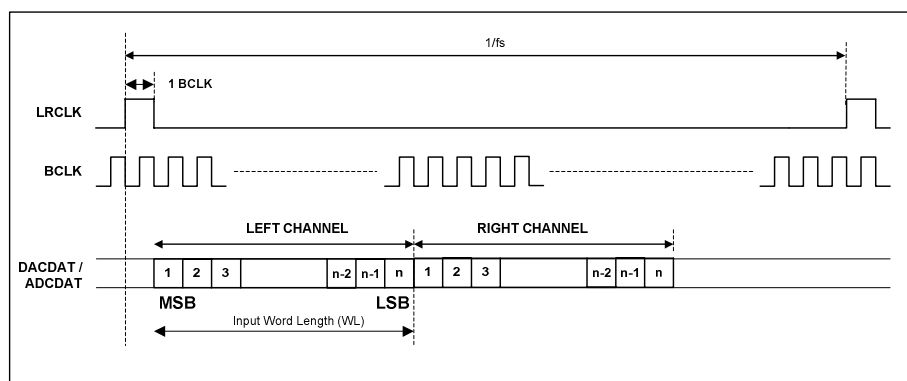 1/fs
1 BCLK
LRCLK
BCLK
LEFT CHANNEL RIGHT CHANNEL
DACDAT /
ADCDAT
1 2 3 n-2 n-1 n 1 2 3 n-2 n-1 n
MSB LSB
Input Word Length (WL)